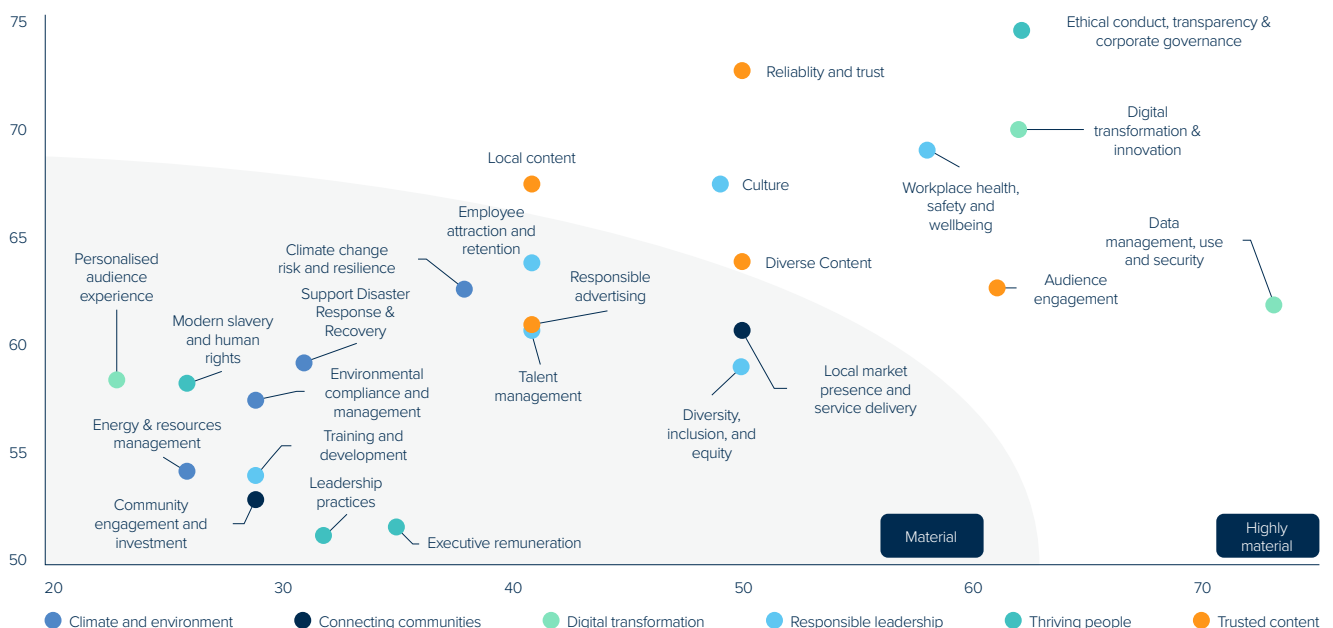 75
Ethical conduct, transparency &
corporate governance
Reliablity and trust
70
Digital
transformation &
innovation
Local content
Culture
Workplace health,
safety and
wellbeing
65
Employee
attraction and
retention
Data
management, use
and security
Personalised
audience
experience
Climate change
risk and resilience
Diverse Content
Responsible
advertising
Audience
engagement
Support Disaster
Response &
Recovery
Modern slavery
and human
rights
60
Environmental
compliance and
management
Talent
management
Local market
presence and
service delivery
Energy & resources
management
Diversity,
inclusion, and
equity
55
Training and
development
Leadership
practices
Community
engagement and
investment
Executive remuneration
Material
Highly
material
50
20
30
40
50
60
70
Climate and environment
Connecting communities
Digital transformation
Responsible leadership
Thriving people
Trusted content